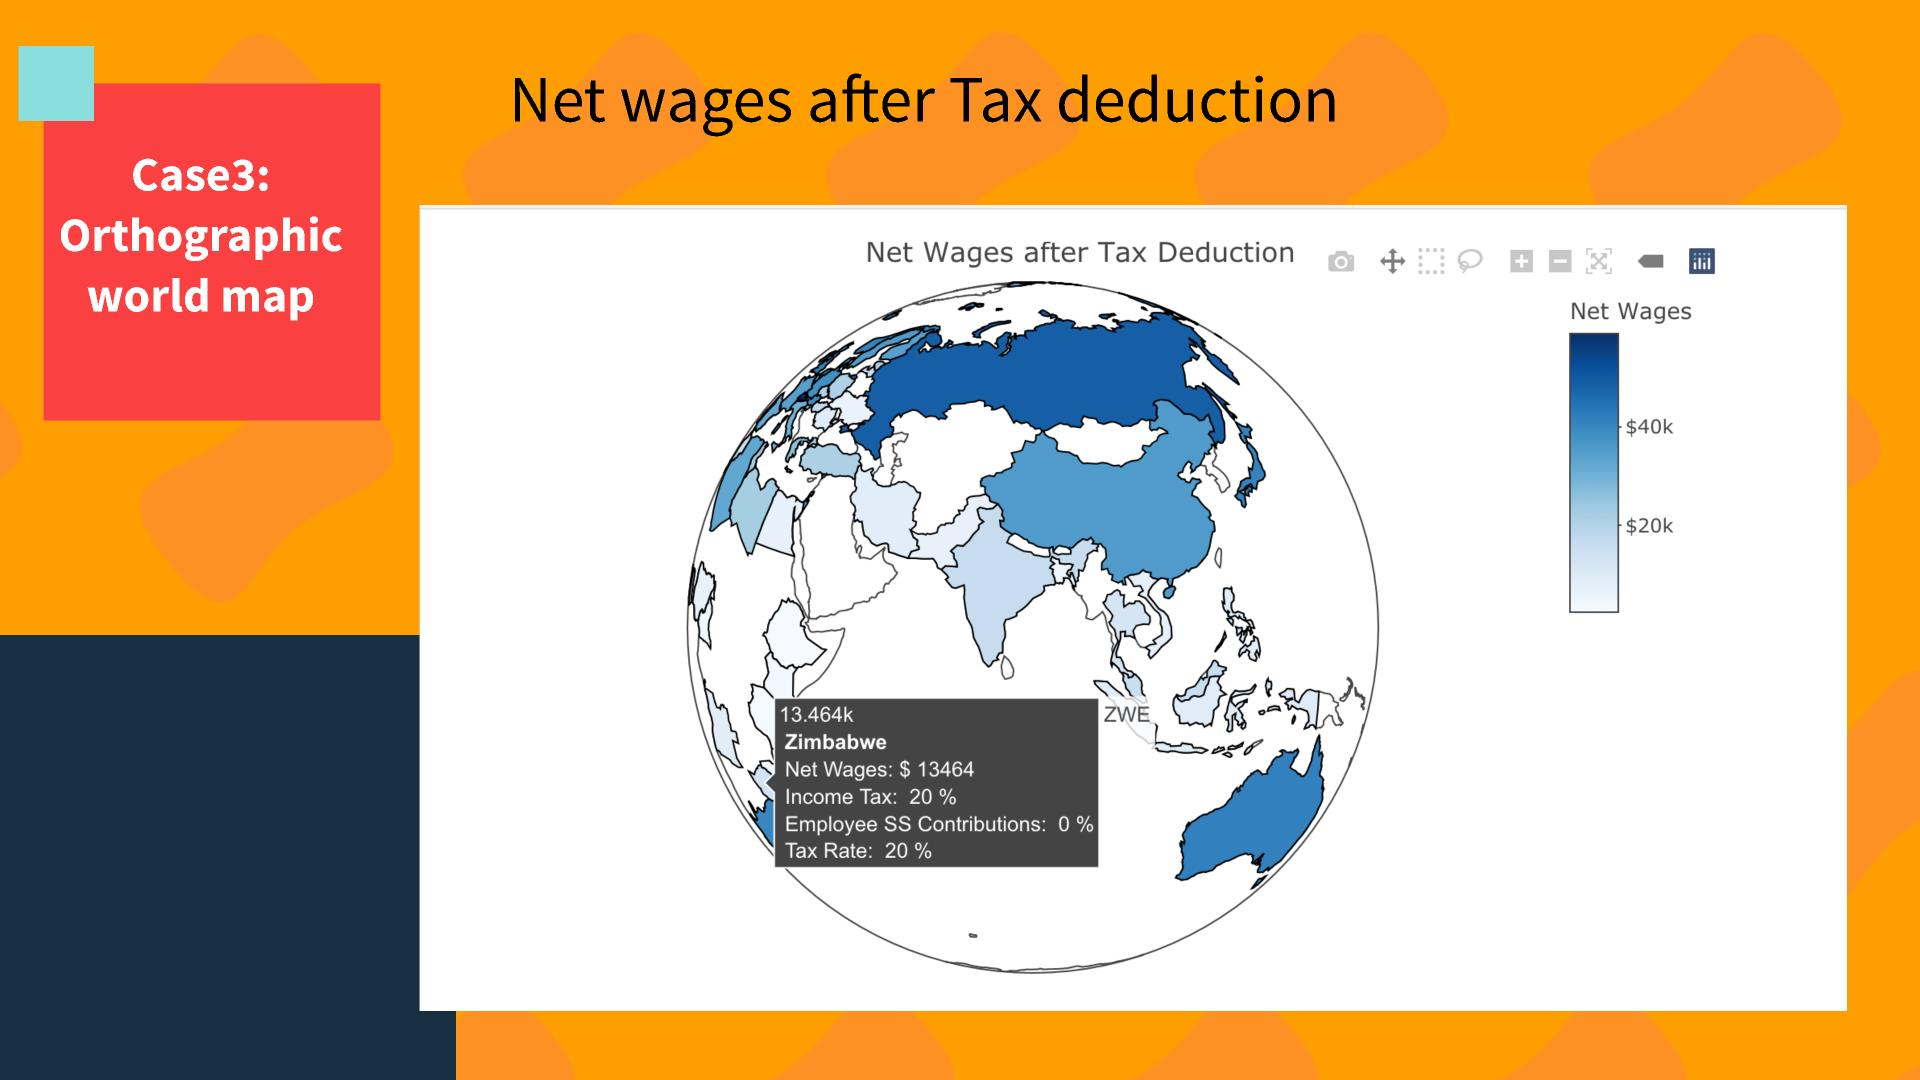 Net wages after Tax deduction
Case3:
Orthographic
world map
Net Wages after Tax Deduction
Net Wages
$40k
$20k
13.464k
ZWE
Zimbabwe
Net Wages: $ 13464
Income Tax: 20 %
Employee SS Contributions: 0 %
Tax Rate: 20 %